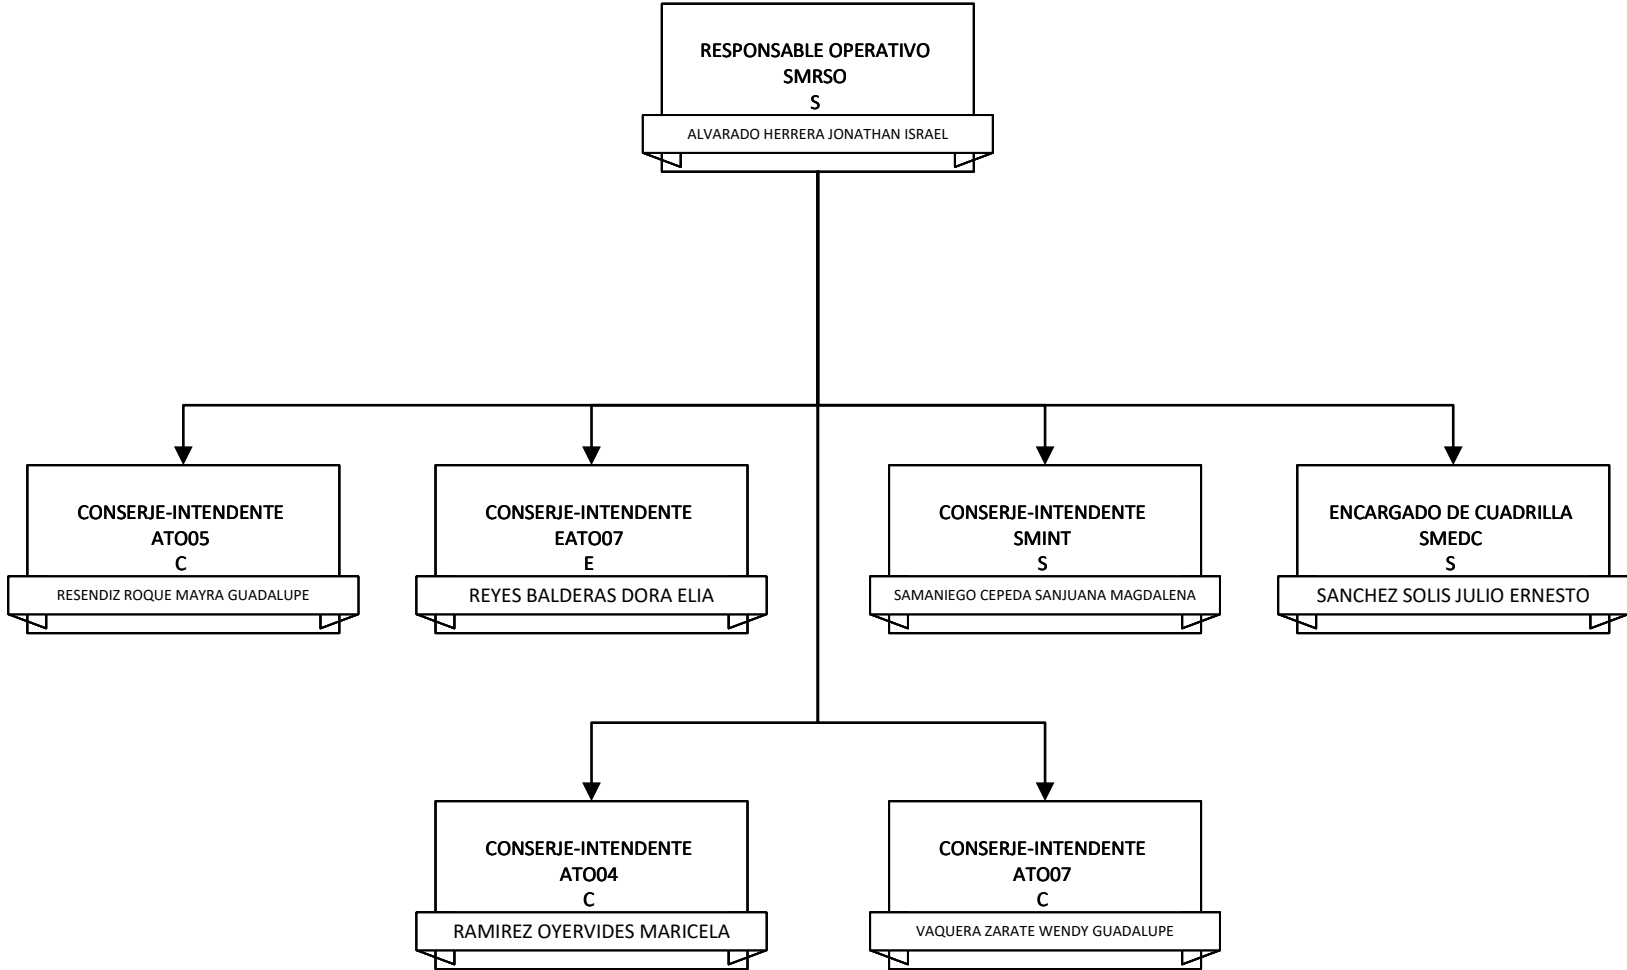 RESPONSABLE OPERATIVO
SMRSO
S
ALVARADO HERRERA JONATHAN ISRAEL
CONSERJE-INTENDENTE
ATO05
C
RESENDIZ ROQUE MAYRA GUADALUPE
CONSERJE-INTENDENTE
EATO07
E
REYES BALDERAS DORA ELIA
CONSERJE-INTENDENTE
SMINT
S
SAMANIEGO CEPEDA SANJUANA MAGDALENA
ENCARGADO DE CUADRILLA
SMEDC
S
SANCHEZ SOLIS JULIO ERNESTO
CONSERJE-INTENDENTE
ATO04
C
RAMIREZ OYERVIDES MARICELA
CONSERJE-INTENDENTE
ATO07
C
VAQUERA ZARATE WENDY GUADALUPE